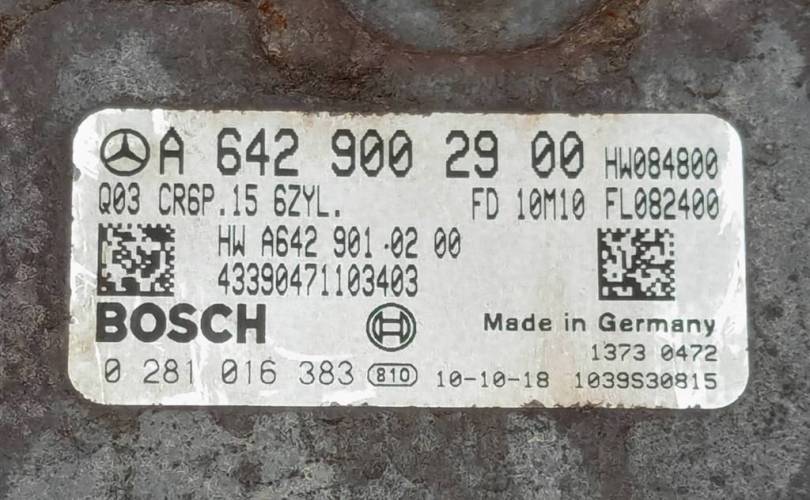 A 642 900 29 00 HW084800
Q03 CR6P.15 6ZYL. FD 10M10 FL082400
HW A642 901 02 00
43390471103403
BOSCH Made in Germany
1373 0472
0 281 016 383 810 10-10-18 1039S30815